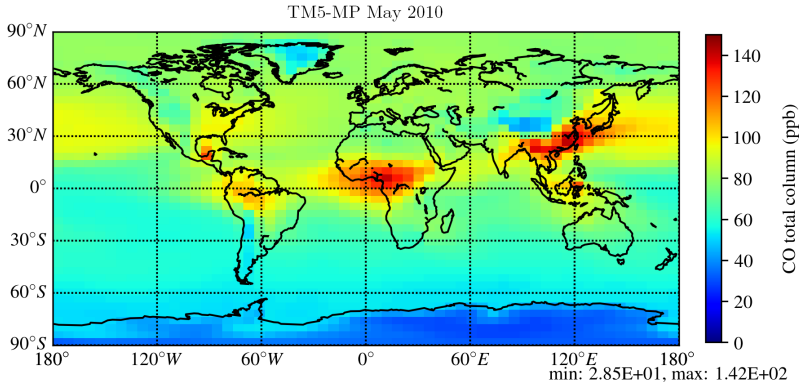 TM5-MP May 2010
90°N
60°N
30°N
0°
30°S
60°S
90°S
180° 120°W 60°W 0° 60°E 120°E 180°
140
120
100
80
60
40
20
0
CO total column (ppb)
min: 2.85E+01, max: 1.42E+02